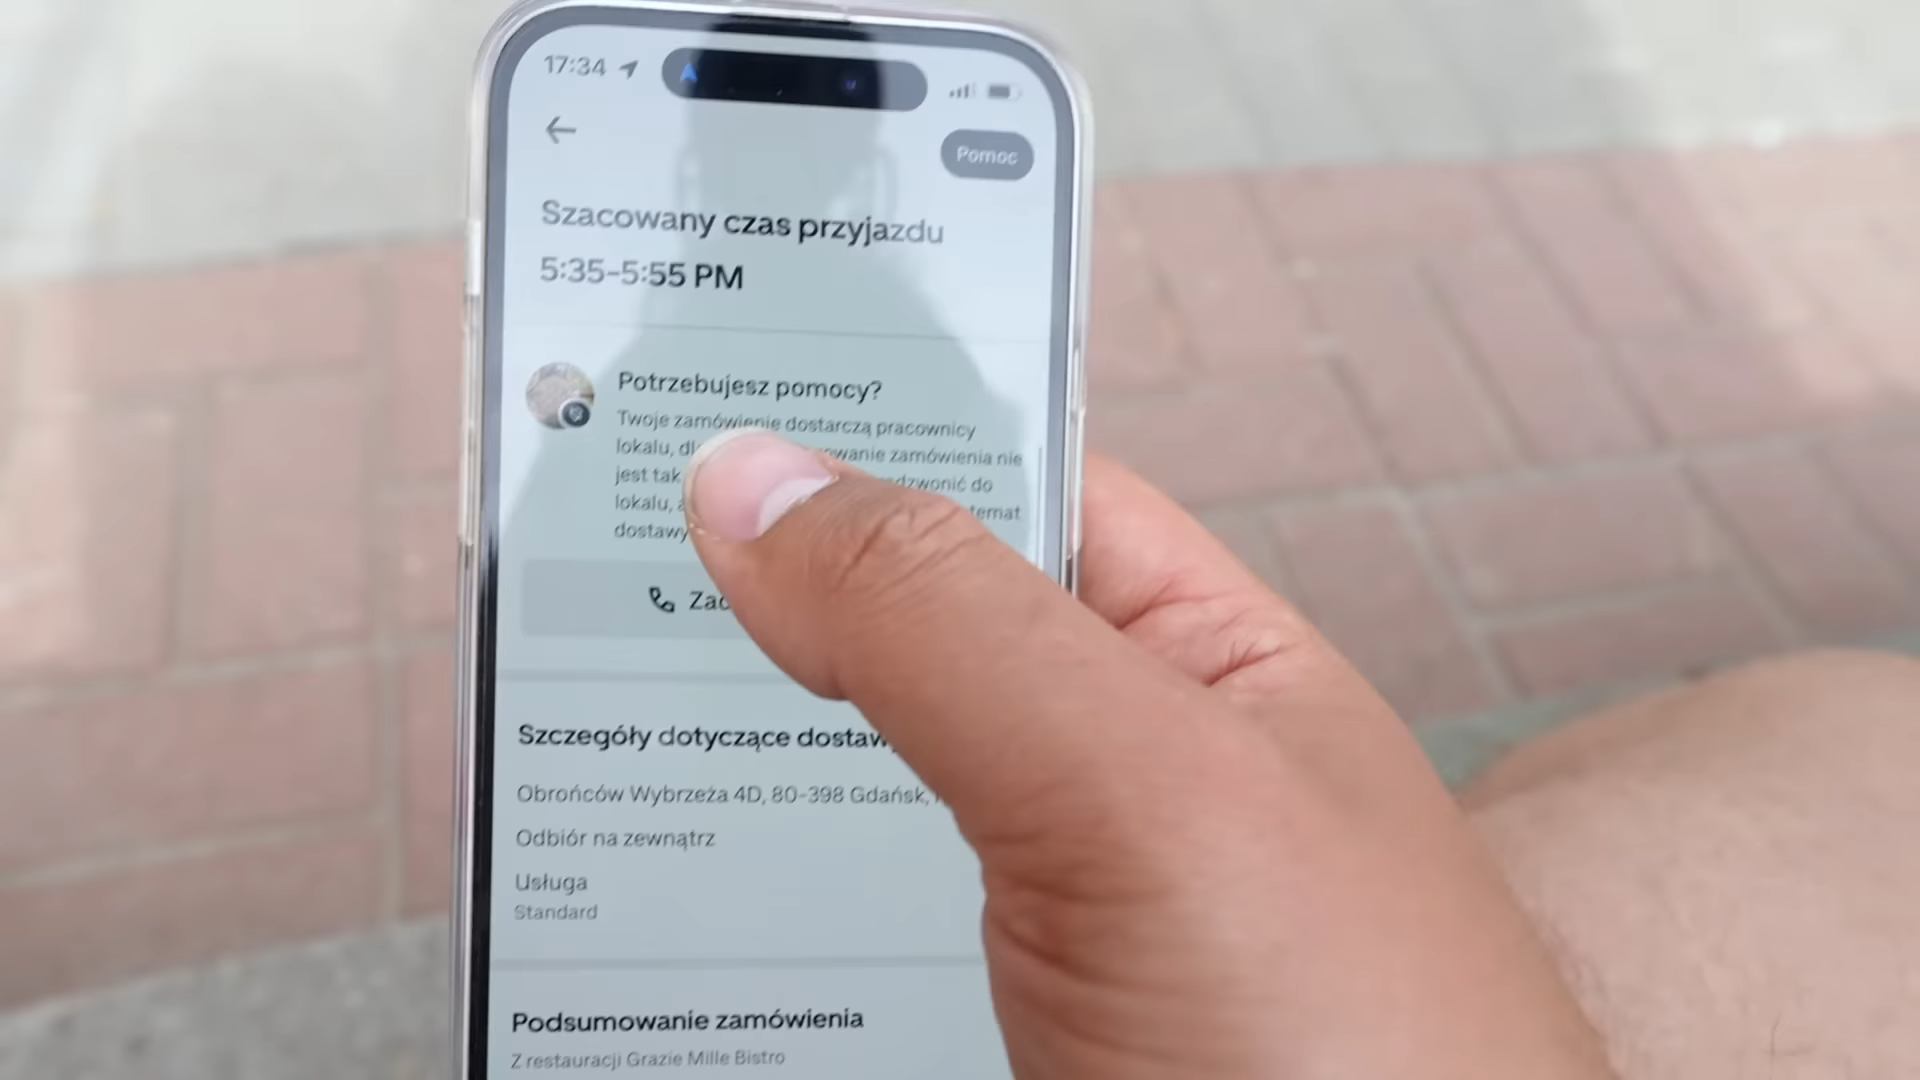 17:34
Pomoc
Szacowany czas przyjazdu
5:35-5:55 PM
Potrzebujesz pomocy?
Twoje zamówienie dostarczą pracownicy
lokalu, zamówienia nie
jest tak do
lokalu, temat
dostawy
Szczegóły dotyczące
Obrońców Wybrzeża 4D, 80-398 Gdańsk,
Odbiór na zewnątrz
Usługa
Standard
Podsumowanie zamówienia
Z restauracji Grazie Mille Bistro